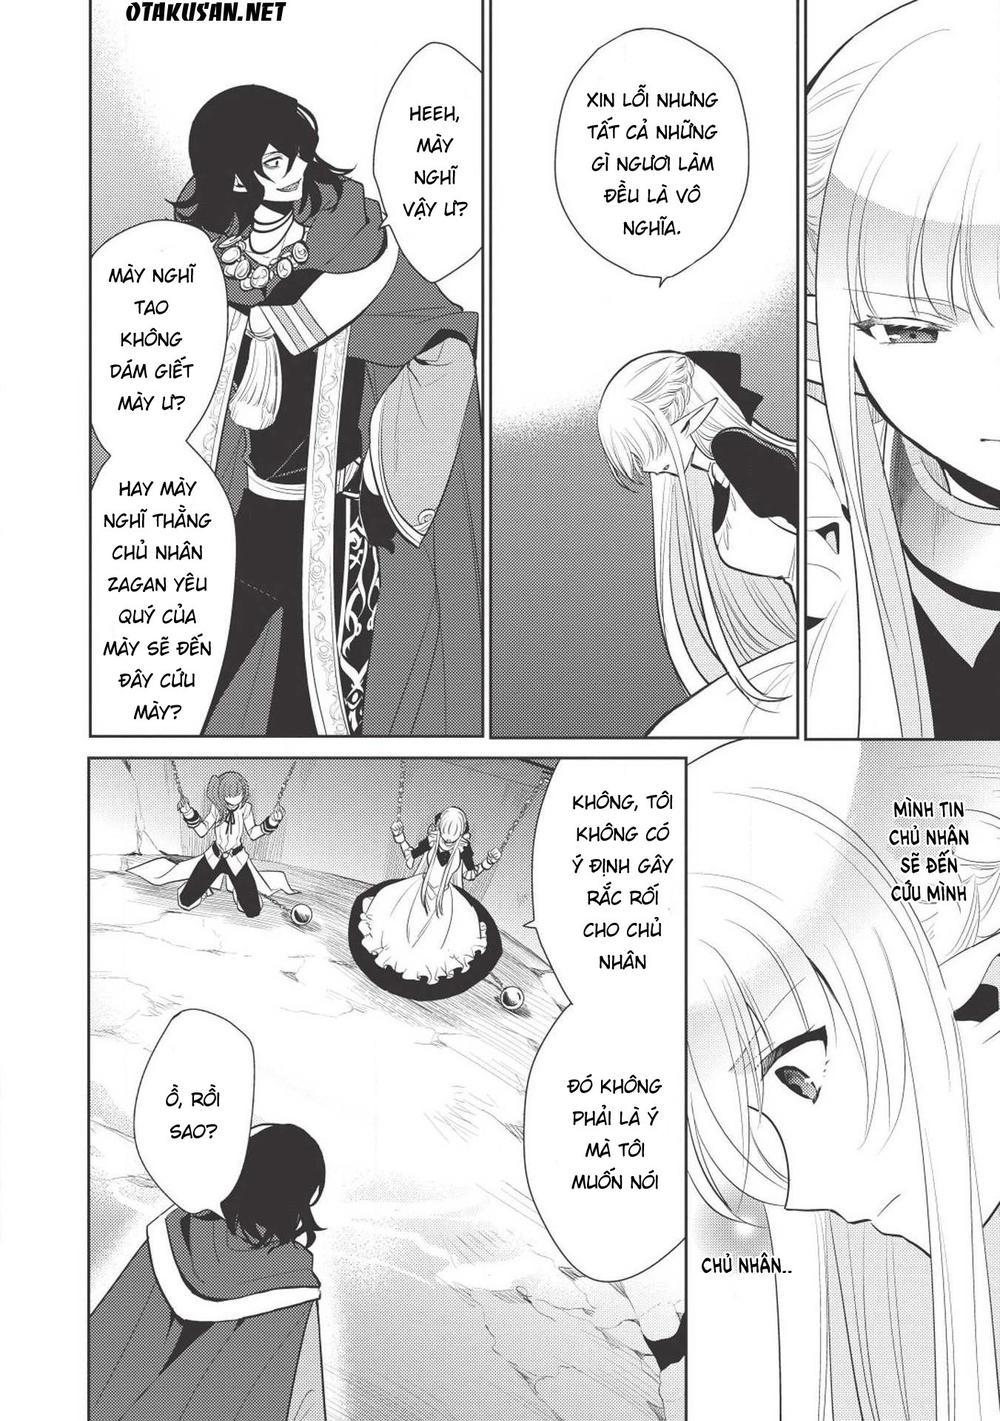 OTAKUSAN.NET
XIN LỖI NHƯNG
TẤT CẢ NHỮNG
GÌ NGƯƠI LÀM
ĐỀU LÀ VÔ
NGHĨA.
HEEH,
MÀY
NGHĨ
VẬY Ư?
MÀY NGHĨ
TAO
KHÔNG
DÁM GIẾT
MÀY Ư?
HAY MÀY
NGHĨ THẰNG
CHỦ NHÂN
ZAGAN YÊU
QUÝ CỦA
MÀY SẼ ĐẾN
ĐÂY CỨU
MÀY?
MÌNH TIN
CHỦ NHÂN
SẼ ĐẾN
CỨU MÌNH
CHỦ NHÂN..
KHÔNG, TÔI
KHÔNG CÓ
Ý ĐỊNH GÂY
RẮC RỐI
CHO CHỦ
NHÂN
ĐÓ KHÔNG
PHẢI LÀ Ý
MÀ TÔI
MUỐN NÓI
Ồ, RỒI
SAO?